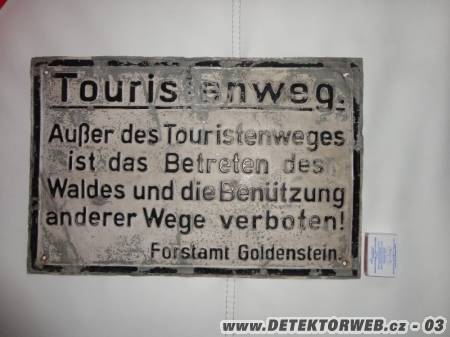 Touristenweg.
Außer des Touristenweges
ist das Betreten des
Waldes und die Benützung
anderer Wege verboten!
Forstamt Goldenstein.
www.DETEKTORWEB.cz - 03